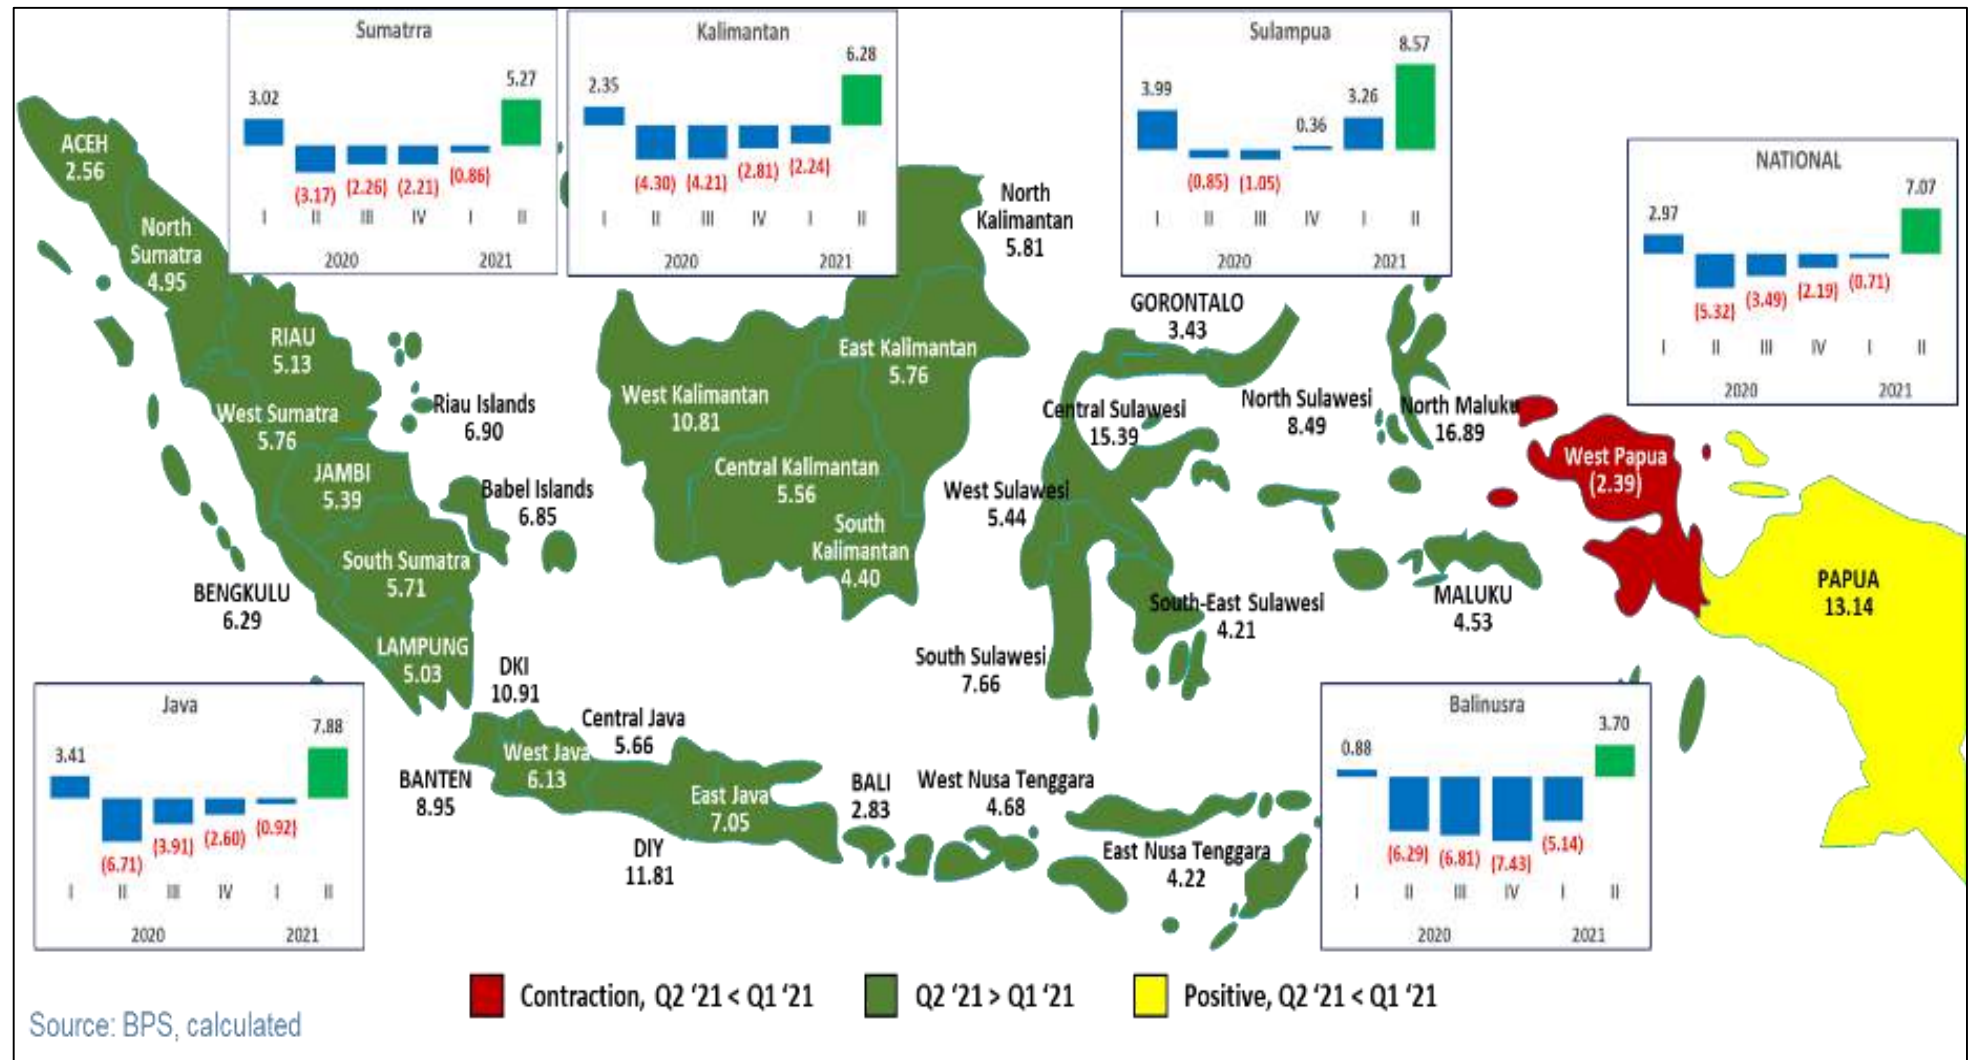 Sumatrra
3.02
(3.17)
(2.26)
(2.21)
(0.86)
5.27
I II III IV I II
2020 2021
Kalimantan
2.35
(4.30)
(4.21)
(2.81)
(2.24)
6.28
I II III IV I II
2020 2021
Sulampua
3.99
(0.85)
(1.05)
0.36
3.26
8.57
I II III IV I II
2020 2021
NATIONAL
2.97
(5.32)
(3.49)
(2.19)
(0.71)
7.07
I II III IV I II
2020 2021
ACEH
2.56
North
Sumatra
4.95
RIAU
5.13
West Sumatra
5.76
Riau Islands
6.90
JAMBI
5.39
Babel Islands
6.85
South Sumatra
5.71
BENGKULU
6.29
LAMPUNG
5.03
North
Kalimantan
5.81
East Kalimantan
5.76
West Kalimantan
10.81
Central Kalimantan
5.56
South
Kalimantan
4.40
GORONTALO
3.43
Central Sulawesi
15.39
North Sulawesi
8.49
North Maluku
16.89
West Sulawesi
5.44
South-East Sulawesi
4.21
South Sulawesi
7.66
MALUKU
4.53
West Papua
(2.39)
PAPUA
13.14
DKI
10.91
Central Java
5.66
West Java
6.13
BANTEN
8.95
East Java
7.05
DIY
11.81
BALI
2.83
West Nusa Tenggara
4.68
East Nusa Tenggara
4.22
Java
3.41
(6.71)
(3.91)
(2.60)
(0.92)
7.88
I II III IV I II
2020 2021
Balinusra
0.88
(6.29)
(6.81)
(7.43)
(5.14)
3.70
I II III IV I II
2020 2021
Contraction, Q2 ‘21 < Q1 ‘21
Q2 ‘21 > Q1 ‘21
Positive, Q2 ‘21 < Q1 ‘21
Source: BPS, calculated